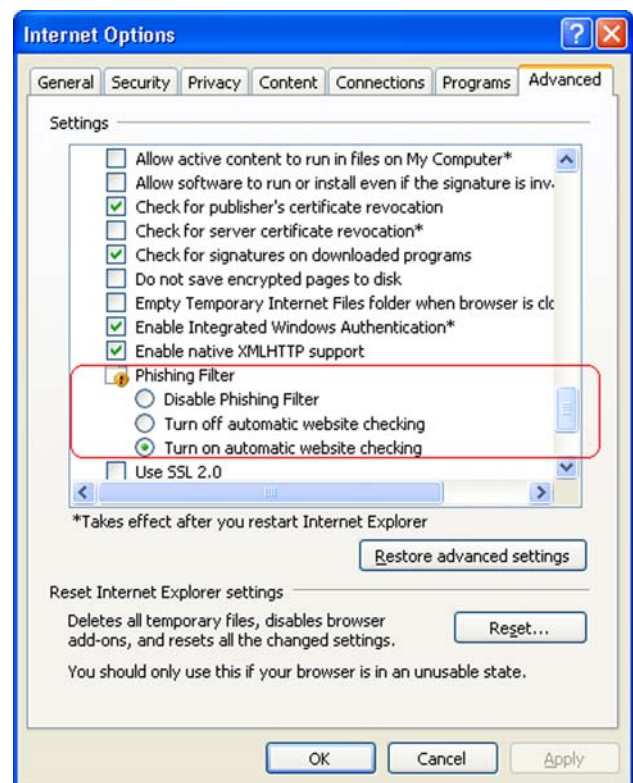 Internet Options
General Security Privacy Content Connections Programs Advanced
Settings
Allow active content to run in files on My Computer*
Allow software to run or install even if the signature is inv
Check for publisher's certificate revocation
Check for server certificate revocation*
Check for signatures on downloaded programs
Do not save encrypted pages to disk
Empty Temporary Internet Files folder when browser is clo
Enable Integrated Windows Authentication*
Enable native XMLHTTP support
Phishing Filter
Disable Phishing Filter
Turn off automatic website checking
Turn on automatic website checking
Use SSL 2.0
*Takes effect after you restart Internet Explorer
Restore advanced settings
Reset Internet Explorer settings
Deletes all temporary files, disables browser
add-ons, and resets all the changed settings.
Reset...
You should only use this if your browser is in an unusable state.
OK Cancel Apply